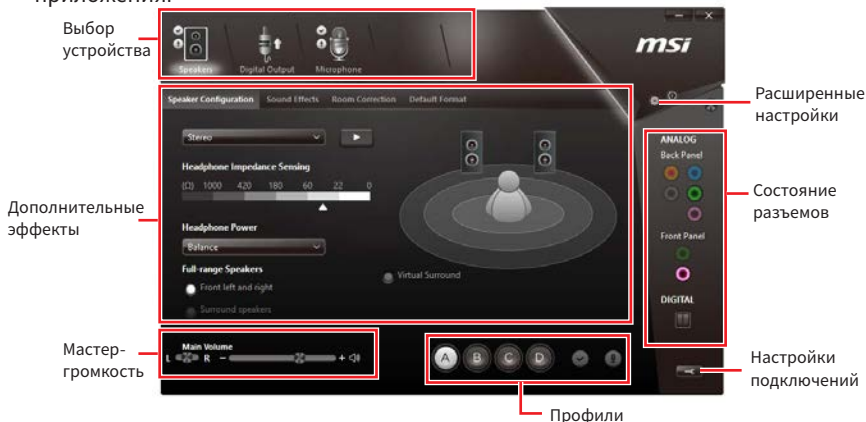 приложения.
Выбор
устройства
Speakers
Digital Output
Microphone
msi
Расширенные
настройки
Speaker Configuration Sound Effects Room Correction Default Format
Stereo
Headphone Impedance Sensing
(Ω) 1000 420 180 60 22 0
Headphone Power
Balance
Full-range Speakers
Front left and right
Surround speakers
Virtual Surround
Дополнительные
эффекты
ANALOG
Back Panel
Front Panel
DIGITAL
Состояние
разъемов
Мастер-
громкость
Main Volume
L R − +
A B C D
Профили
Настройки
подключений